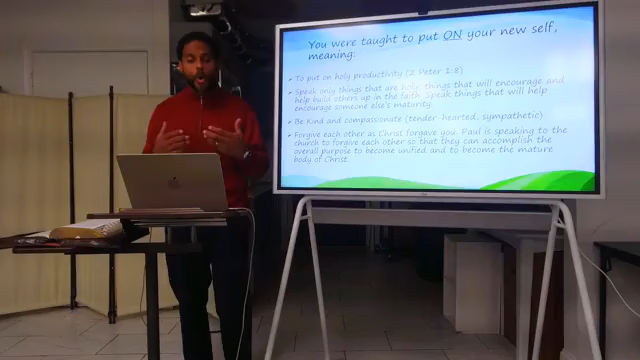 You were taught to put ON your new self,
meaning:
➤ To put on holy productivity (2 Peter 1:8)
➤ Speak only things that are holy, things that will encourage and
help build others up in the faith. Speak things that will help
encourage someone else's maturity.
➤ Be Kind and compassionate (tender-hearted, sympathetic)
➤ Forgive each other as Christ forgave you. Paul is speaking to the
church to forgive each other so that they can accomplish the
overall purpose to become unified and to become the mature
body of Christ